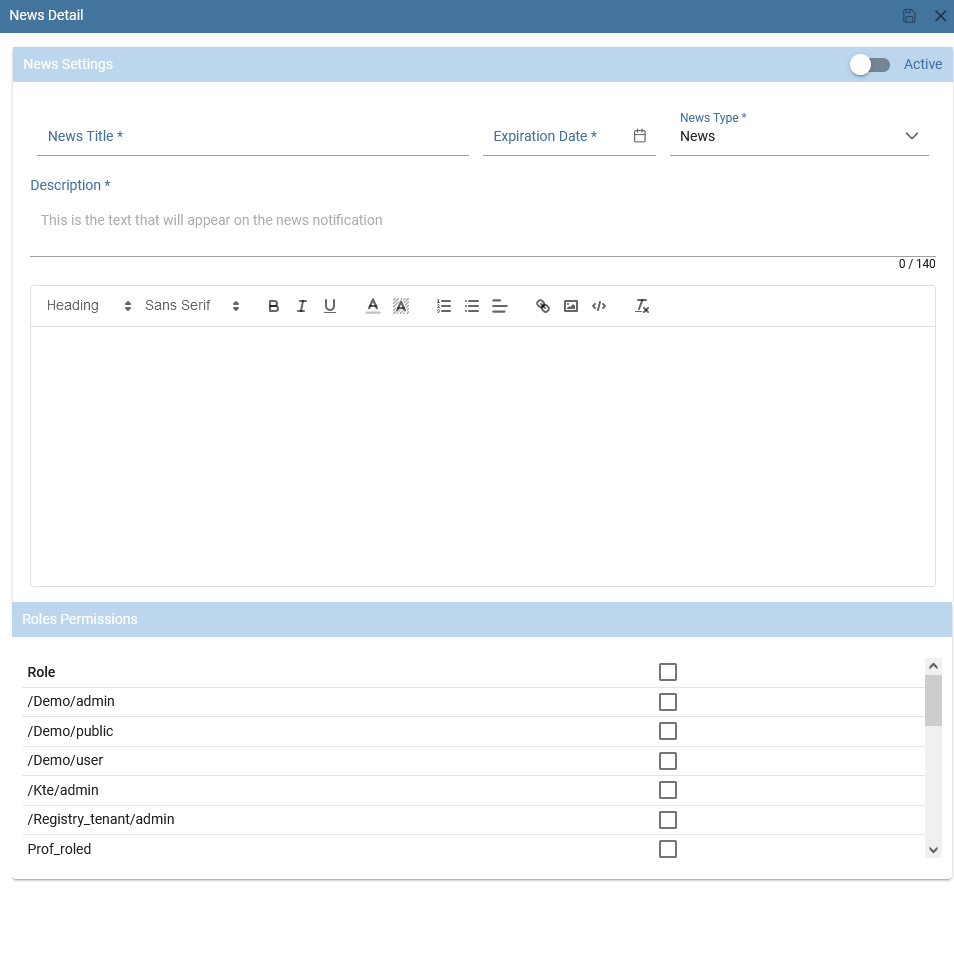 News Detail
News Settings
Active
News Title *
Expiration Date *
News Type *
News
Description *
This is the text that will appear on the news notification
0 / 140
Heading Sans Serif B I U A A
Roles Permissions
Role
/Demo/admin
/Demo/public
/Demo/user
/Kte/admin
/Registry_tenant/admin
Prof_roled